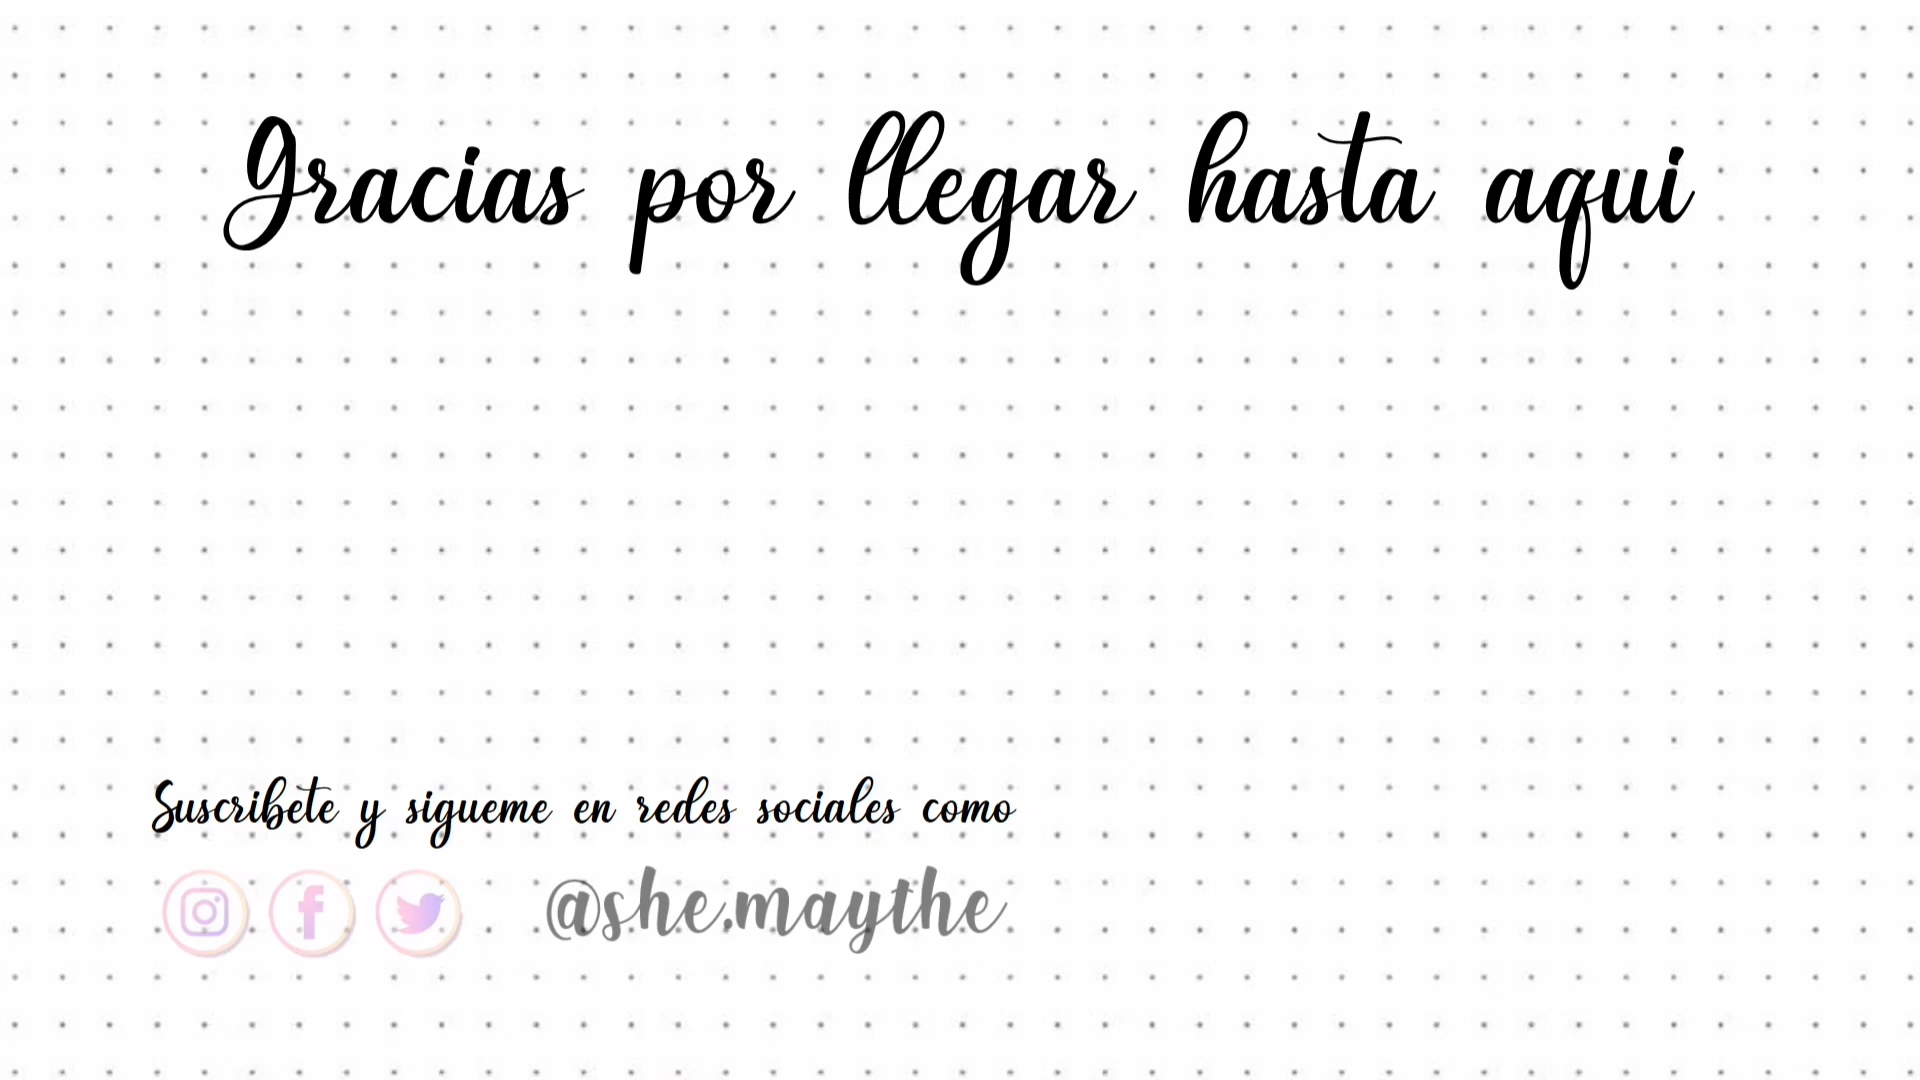 Gracias por llegar hasta aqui
Suscribete y sigueme en redes sociales como
@she.maythe